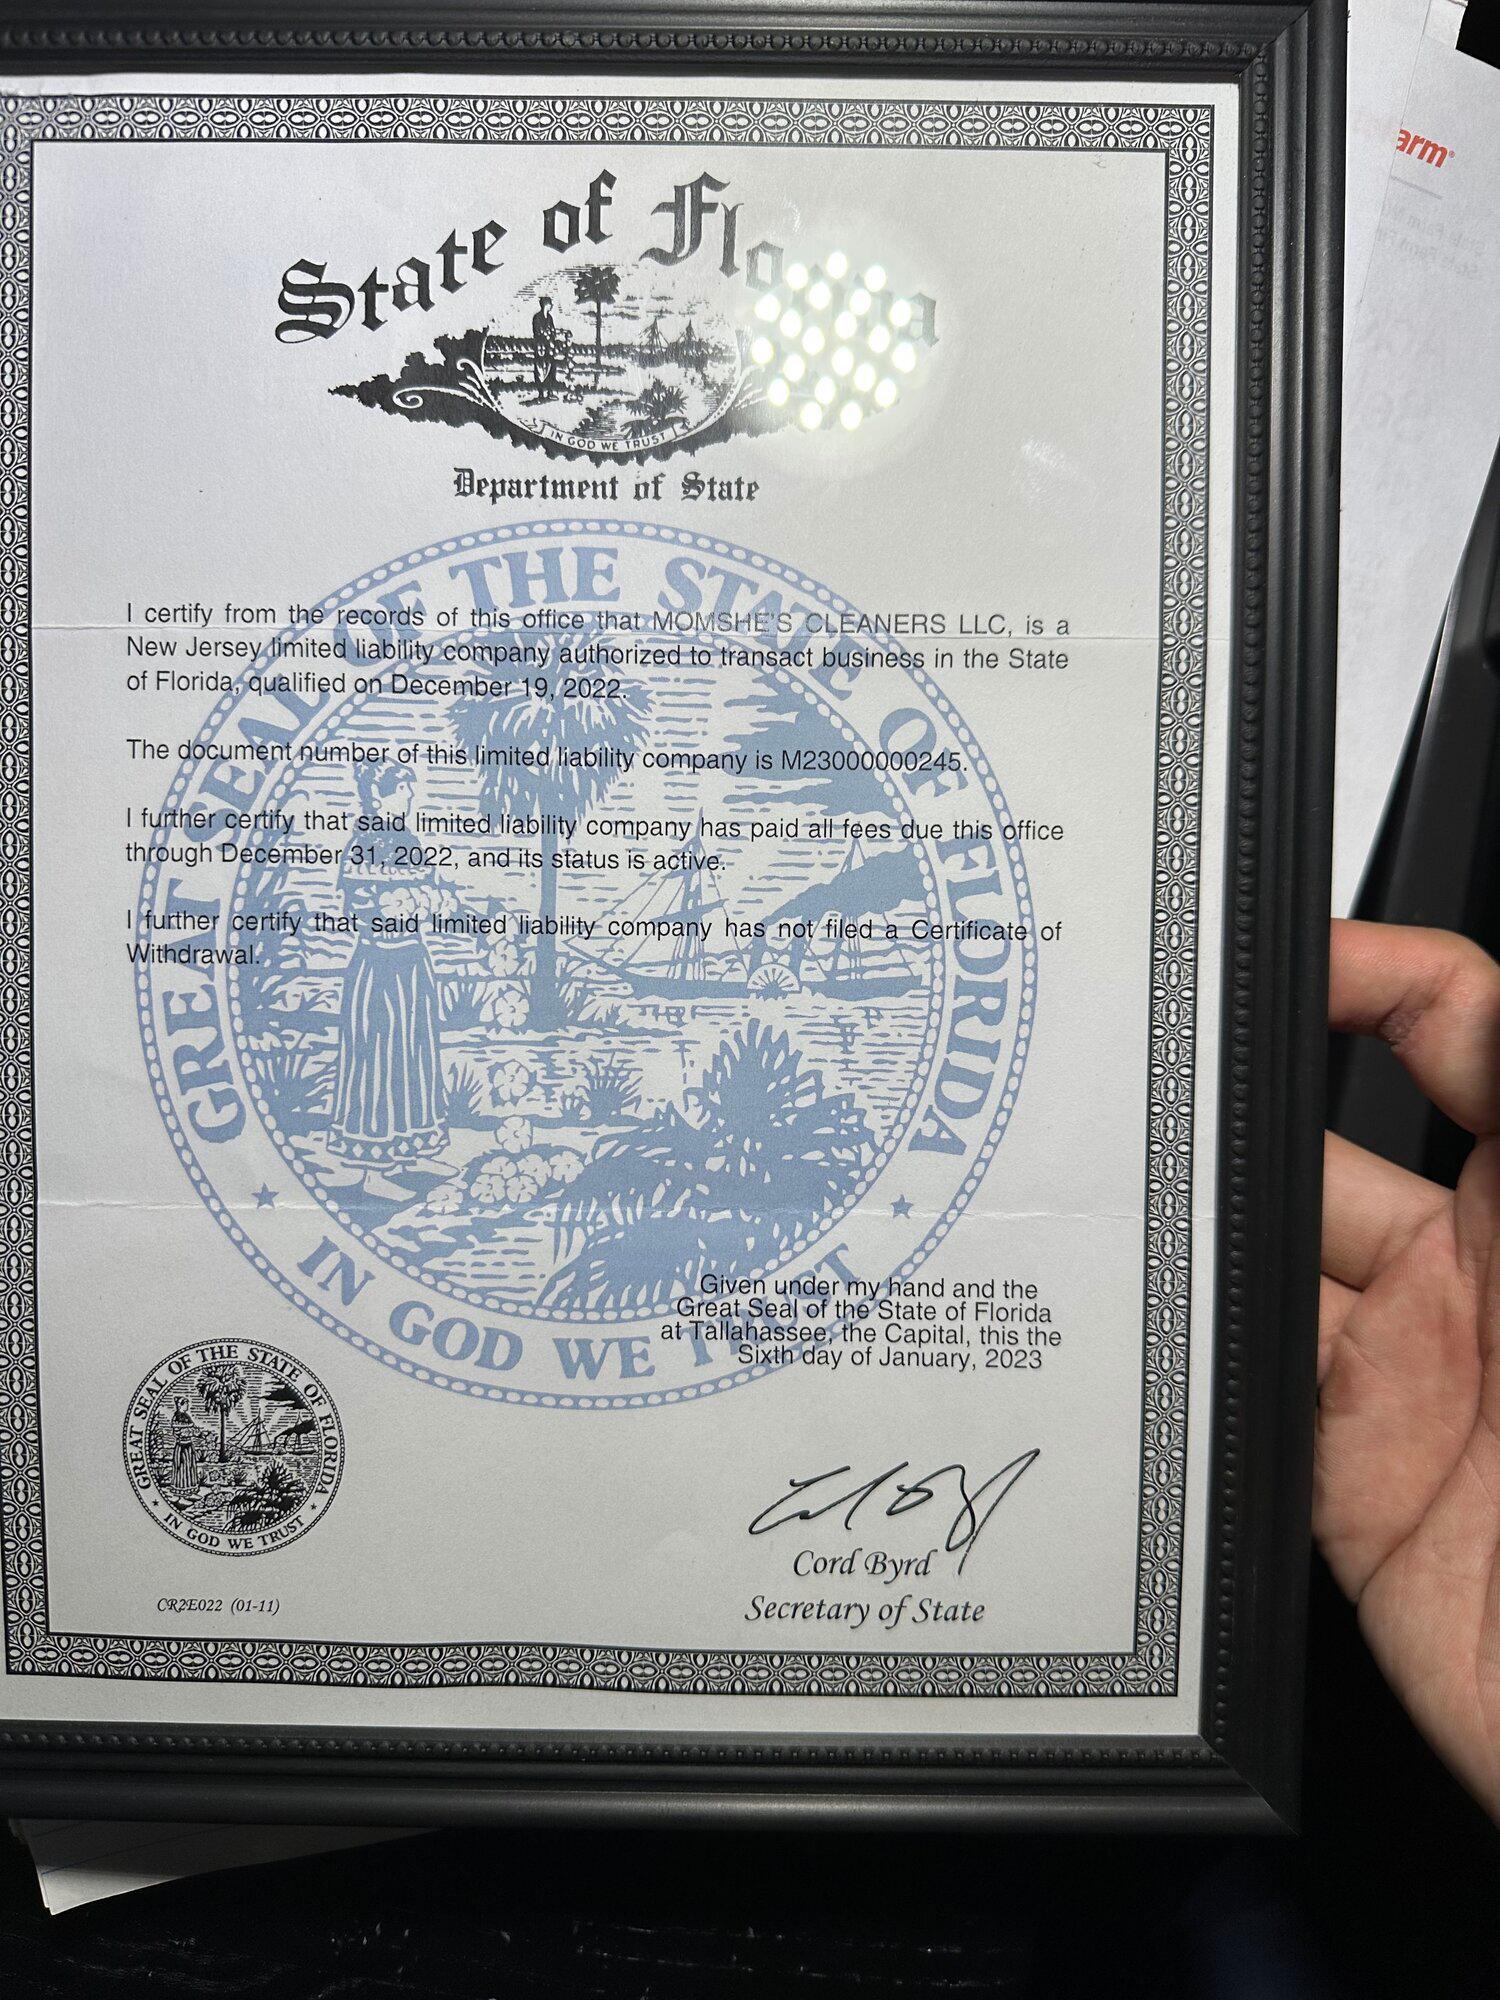 State of Florida
IN GOD WE TRUST
Department of State
GREAT SEAL OF THE STATE OF FLORIDA
IN GOD WE TRUST
I certify from the records of this office that MOMSHE'S CLEANERS LLC, is a
New Jersey limited liability company authorized to transact business in the State
of Florida, qualified on December 19, 2022.
The document number of this limited liability company is M23000000245.
I further certify that said limited liability company has paid all fees due this office
through December 31, 2022, and its status is active.
I further certify that said limited liability company has not filed a Certificate of
Withdrawal.
Given under my hand and the
Great Seal of the State of Florida
at Tallahassee, the Capital, this the
Sixth day of January, 2023
GREAT SEAL OF THE STATE OF FLORIDA
IN GOD WE TRUST
Cord Byrd
Secretary of State
CR2E022 (01-11)
arm